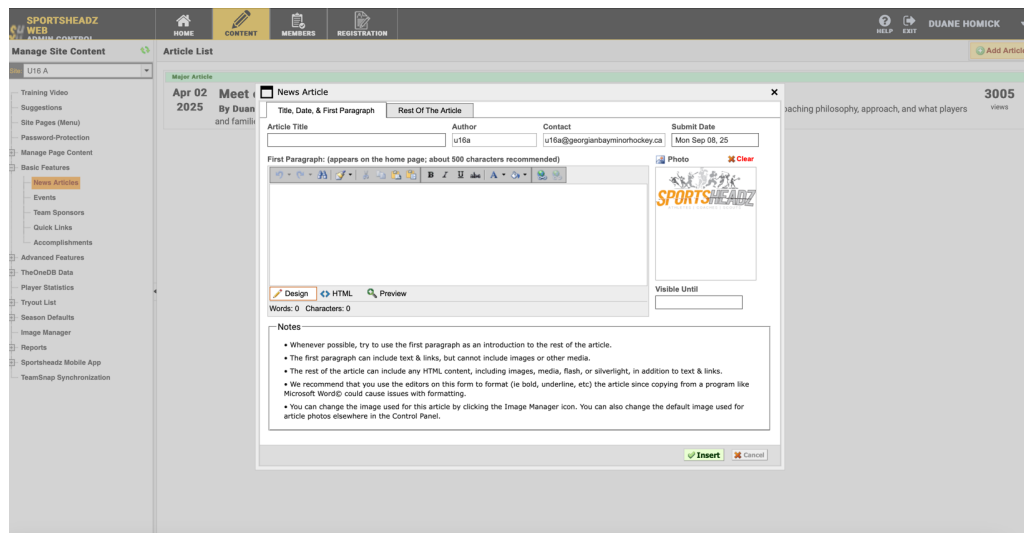 SPORTSHEADZ
WEB
ADMIN CONTROL
HOME
CONTENT
MEMBERS
REGISTRATION
HELP
EXIT
DUANE HOMICK
Manage Site Content
Article List
Add Article
Site: U16 A
Training Video
Suggestions
Site Pages (Menu)
Password-Protection
Manage Page Content
Basic Features
News Articles
Events
Team Sponsors
Quick Links
Accomplishments
Advanced Features
TheOneDB Data
Player Statistics
Tryout List
Season Defaults
Image Manager
Reports
Sportsheadz Mobile App
TeamSnap Synchronization
Major Article
Apr 02
2025
Meet
By Duan
and famili
oaching philosophy, approach, and what players
3005
views
News Article
Title, Date, & First Paragraph
Rest Of The Article
Article Title
Author
Contact
Submit Date
u16a
u16a@georgianbayminorhockey.ca
Mon Sep 08, 25
First Paragraph: (appears on the home page; about 500 characters recommended)
Photo
Clear
B I U abc A
SPORTSHEADZ
Design
HTML
Preview
Words: 0 Characters: 0
Visible Until
Notes
• Whenever possible, try to use the first paragraph as an introduction to the rest of the article.
• The first paragraph can include text & links, but cannot include images or other media.
• The rest of the article can include any HTML content, including images, media, flash, or silverlight, in addition to text & links.
• We recommend that you use the editors on this form to format (ie bold, underline, etc) the article since copying from a program like
Microsoft Word© could cause issues with formatting.
• You can change the image used for this article by clicking the Image Manager icon. You can also change the default image used for
article photos elsewhere in the Control Panel.
Insert
Cancel